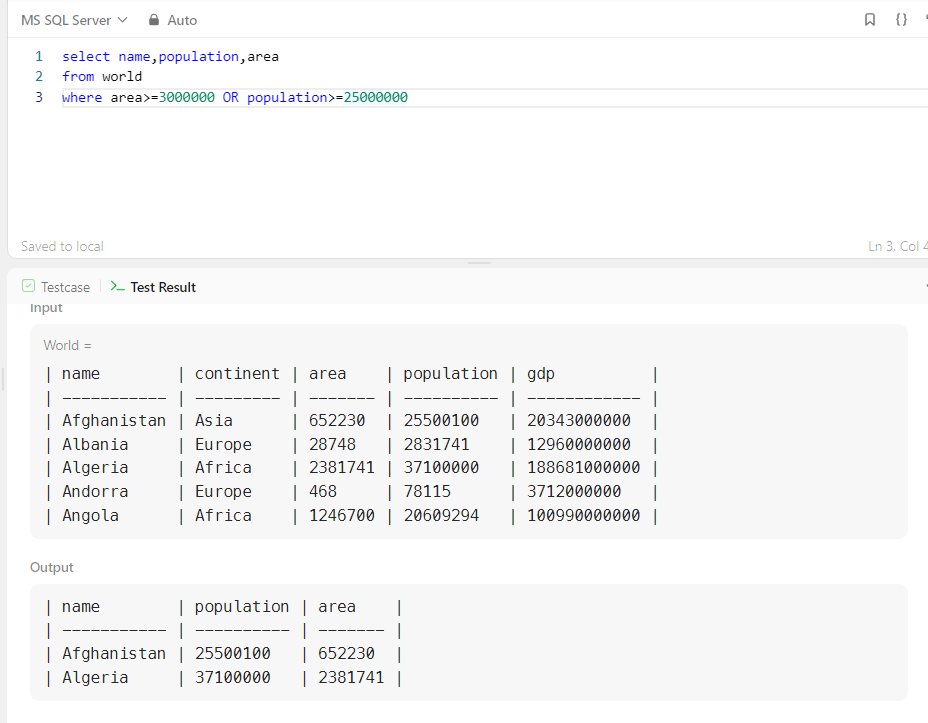 MS SQL Server Auto {}
1 select name,population,area
2 from world
3 where area>=3000000 OR population>=25000000
Saved to local Ln 3, Col 4
Testcase >_ Test Result
Input
World =
| name | continent | area | population | gdp |
| ----------- | --------- | ------- | ---------- | ------------ |
| Afghanistan | Asia | 652230 | 25500100 | 20343000000 |
| Albania | Europe | 28748 | 2831741 | 12960000000 |
| Algeria | Africa | 2381741 | 37100000 | 188681000000 |
| Andorra | Europe | 468 | 78115 | 3712000000 |
| Angola | Africa | 1246700 | 20609294 | 100990000000 |
Output
| name | population | area |
| ----------- | ---------- | ------- |
| Afghanistan | 25500100 | 652230 |
| Algeria | 37100000 | 2381741 |